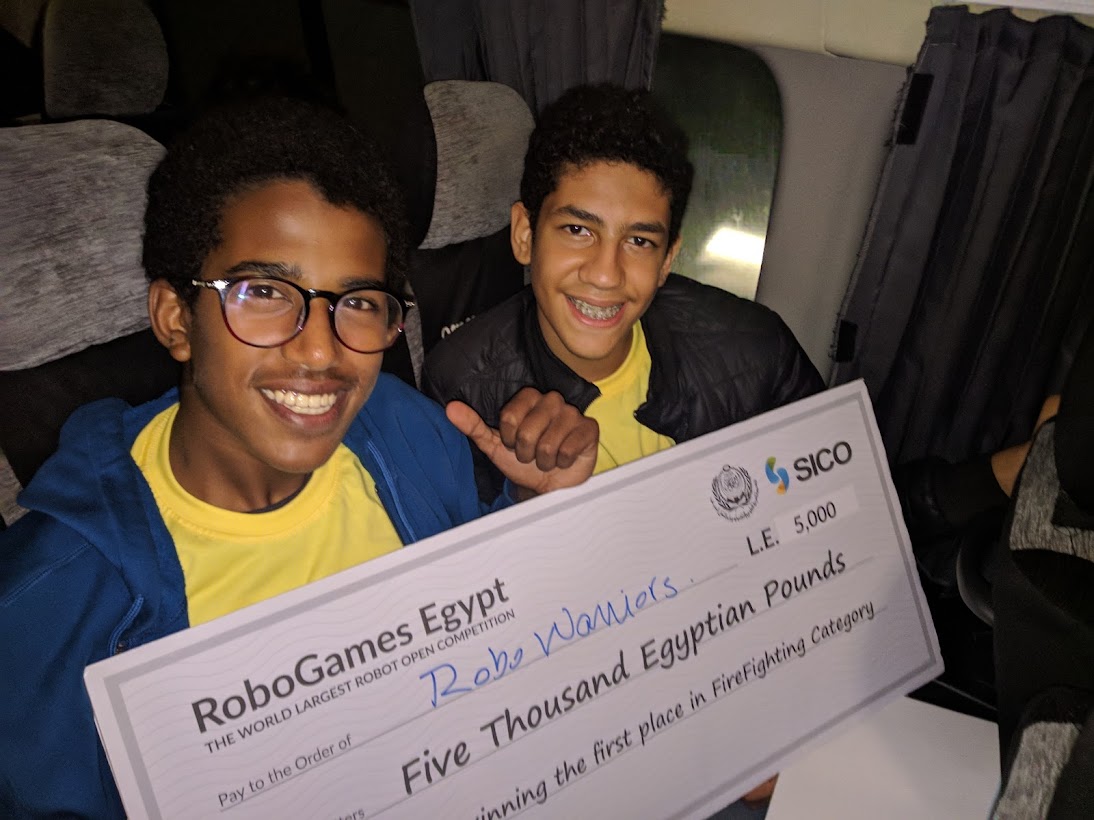 SICO
L.E. 5,000
RoboGames Egypt
THE WORLD LARGEST ROBOT OPEN COMPETITION
Pay to the Order of Robo Warriors.
Five Thousand Egyptian Pounds
winning the first place in FireFighting Category